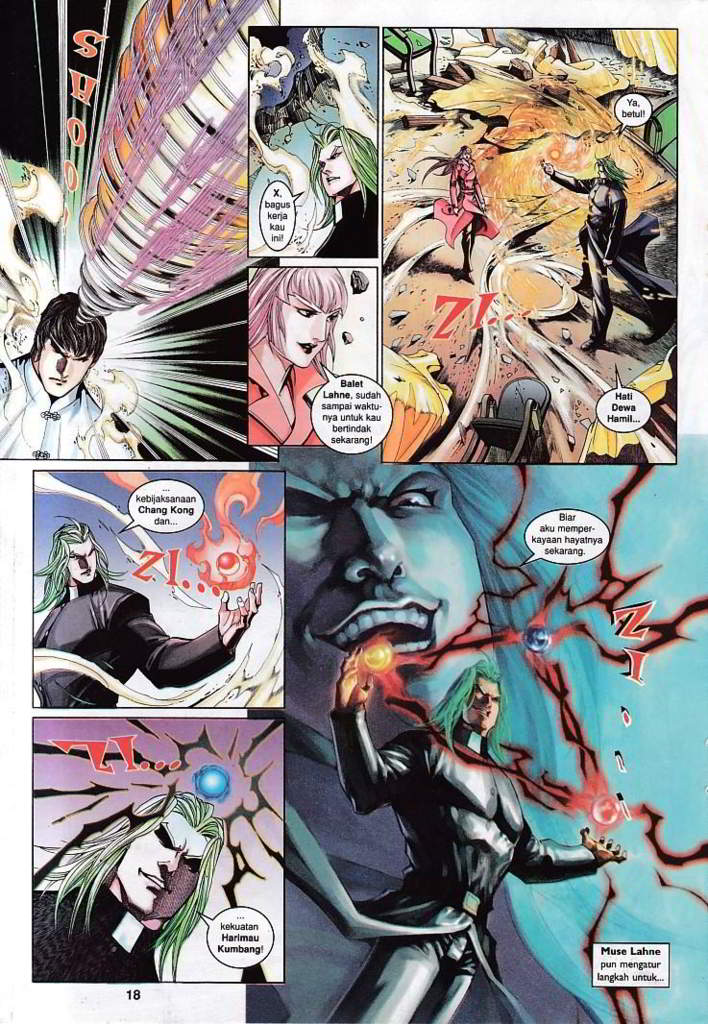 SHOO!
X,
bagus
kerja
kau
ini!
Balet
Lahne, sudah
sampai waktu-
nya untuk kau
bertindak
sekarang!
Ya,
betul!
ZI...
Hati
Dewa
Hamil...
...
kebijaksanaan
Chang Kong
dan...
ZI...
ZI...
...
kekuatan
Harimau
Kumbang!
Biar
aku memper-
kayakan hayatnya
sekarang.
ZI...
Muse Lahne
pun mengatur
langkah untuk...
18